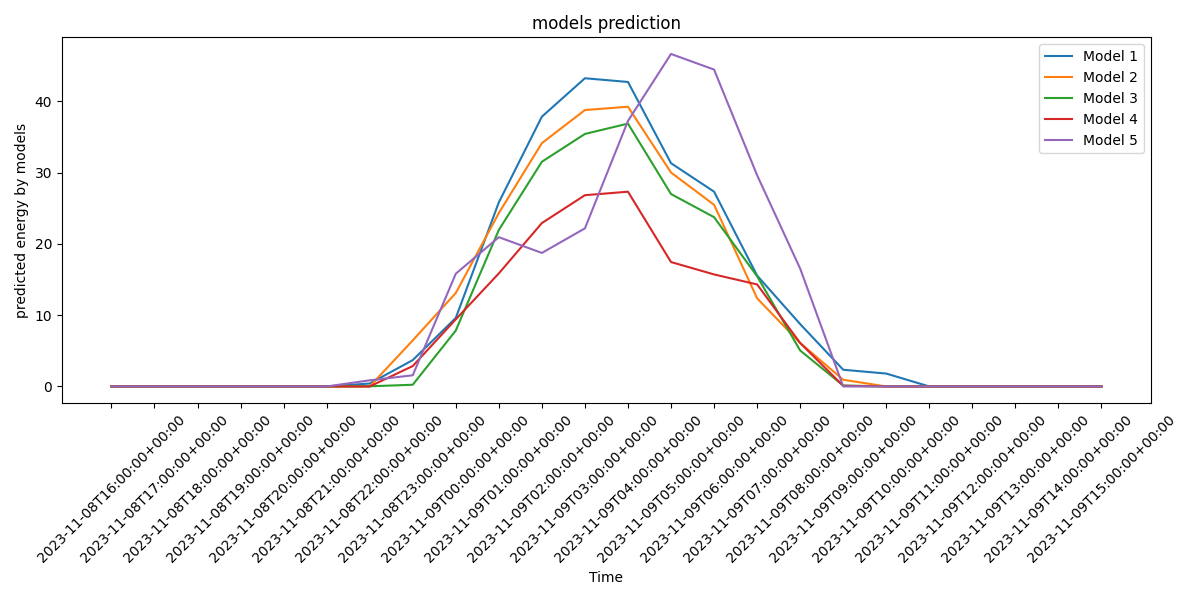 models prediction
predicted energy by models
40
30
20
10
0
Model 1
Model 2
Model 3
Model 4
Model 5
2023-11-08T16:00:00+00:00
2023-11-08T17:00:00+00:00
2023-11-08T18:00:00+00:00
2023-11-08T19:00:00+00:00
2023-11-08T20:00:00+00:00
2023-11-08T21:00:00+00:00
2023-11-08T22:00:00+00:00
2023-11-08T23:00:00+00:00
2023-11-09T00:00:00+00:00
2023-11-09T01:00:00+00:00
2023-11-09T02:00:00+00:00
2023-11-09T03:00:00+00:00
2023-11-09T04:00:00+00:00
2023-11-09T05:00:00+00:00
2023-11-09T06:00:00+00:00
2023-11-09T07:00:00+00:00
2023-11-09T08:00:00+00:00
2023-11-09T09:00:00+00:00
2023-11-09T10:00:00+00:00
2023-11-09T11:00:00+00:00
2023-11-09T12:00:00+00:00
2023-11-09T13:00:00+00:00
2023-11-09T14:00:00+00:00
2023-11-09T15:00:00+00:00
Time